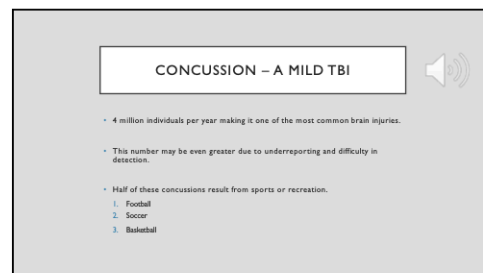 CONCUSSION – A MILD TBI
• 4 million individuals per year making it one of the most common brain injuries.
• This number may be even greater due to underreporting and difficulty in
detection.
• Half of these concussions result from sports or recreation.
1. Football
2. Soccer
3. Basketball